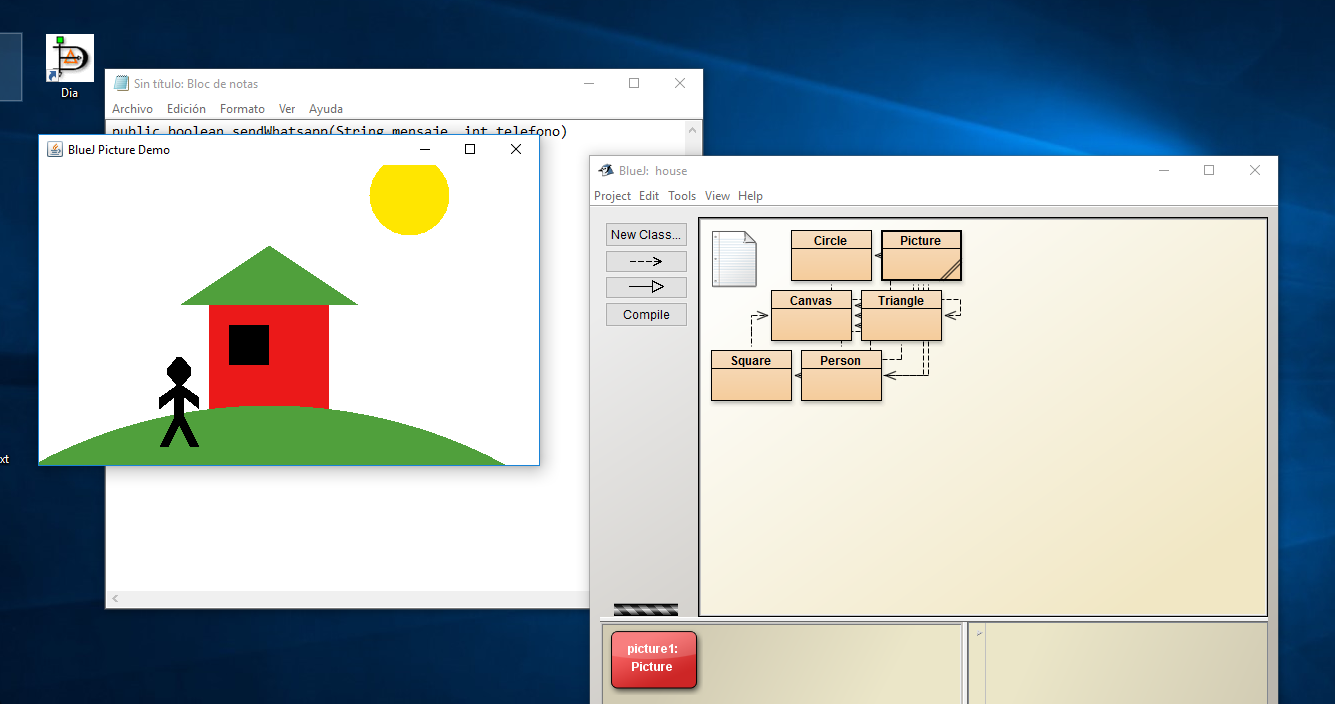 Dia
Sin título: Bloc de notas
Archivo Edición Formato Ver Ayuda
public boolean sendWhatsapp(String mensaje, int telefono)
BlueJ Picture Demo
BlueJ: house
Project Edit Tools View Help
New Class...
Compile
Circle
Picture
Canvas
Triangle
Square
Person
xt
picture1:
Picture